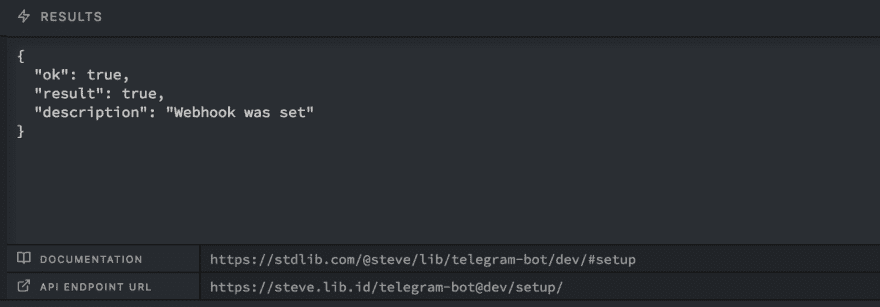 RESULTS
{
"ok": true,
"result": true,
"description": "Webhook was set"
}
DOCUMENTATION https://stdlib.com/@steve/lib/telegram-bot/dev/#setup
API ENDPOINT URL https://steve.lib.id/telegram-bot@dev/setup/